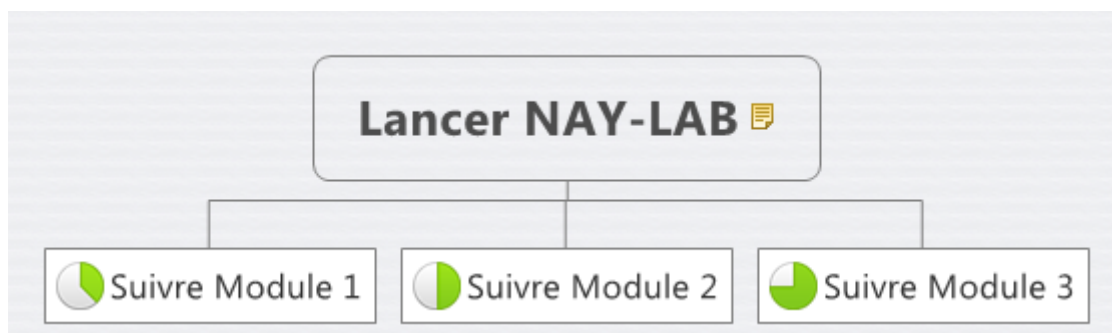 Lancer NAY-LAB
Suivre Module 1
Suivre Module 2
Suivre Module 3